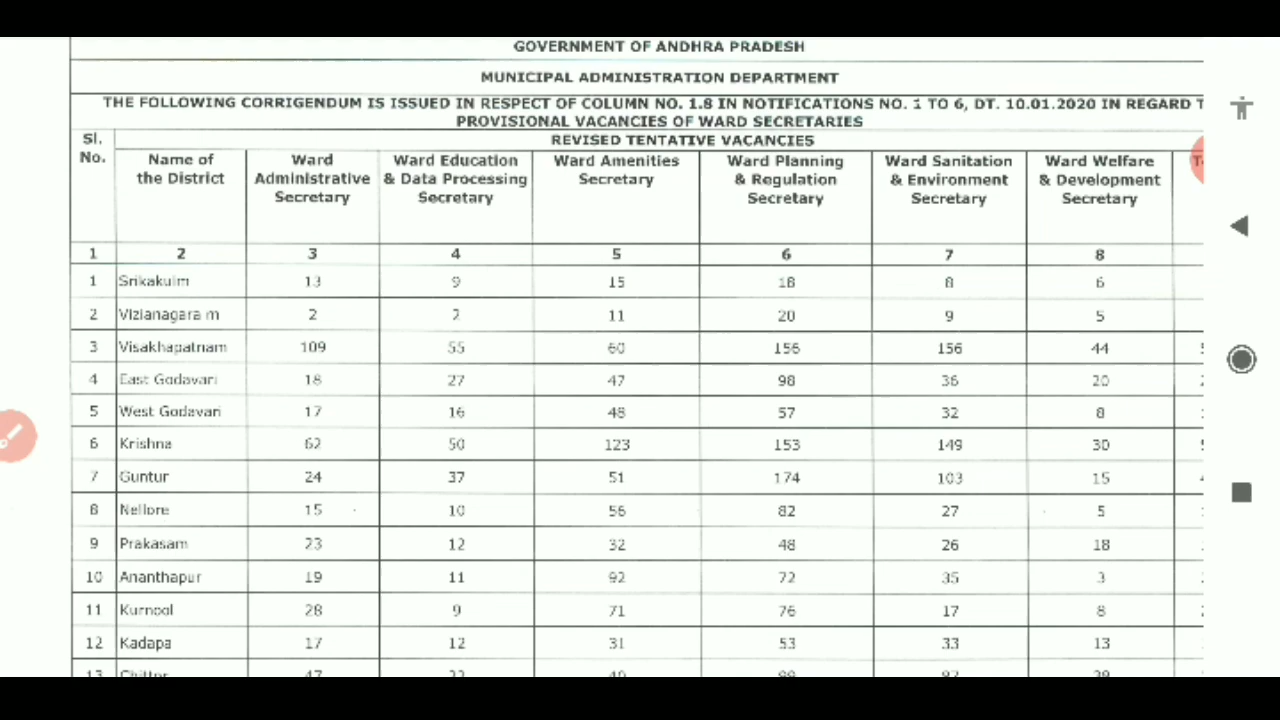 GOVERNMENT OF ANDHRA PRADESH
MUNICIPAL ADMINISTRATION DEPARTMENT
THE FOLLOWING CORRIGENDUM IS ISSUED IN RESPECT OF COLUMN NO. 1.8 IN NOTIFICATIONS NO. 1 TO 6, DT. 10.01.2020 IN REGARD
PROVISIONAL VACANCIES OF WARD SECRETARIES
Sl. No. REVISED TENTATIVE VACANCIES
Name of the District Ward Administrative Secretary Ward Education & Data Processing Secretary Ward Amenities Secretary Ward Planning & Regulation Secretary Ward Sanitation & Environment Secretary Ward Welfare & Development Secretary
1 2 3 4 5 6 7 8
1 Srikakulm 13 9 15 18 8 6
2 Vizianagara m 2 2 11 20 9 5
3 Visakhapatnam 109 55 60 156 156 44
4 East Godavari 18 27 47 98 36 20
5 West Godavari 17 16 48 57 32 8
6 Krishna 62 50 123 153 149 30
7 Guntur 24 37 51 174 103 15
8 Nellore 15 10 56 82 27 5
9 Prakasam 23 12 32 48 26 18
10 Ananthapur 19 11 92 72 35 3
11 Kurnool 28 9 71 76 17 8
12 Kadapa 17 12 31 53 33 13
13 47